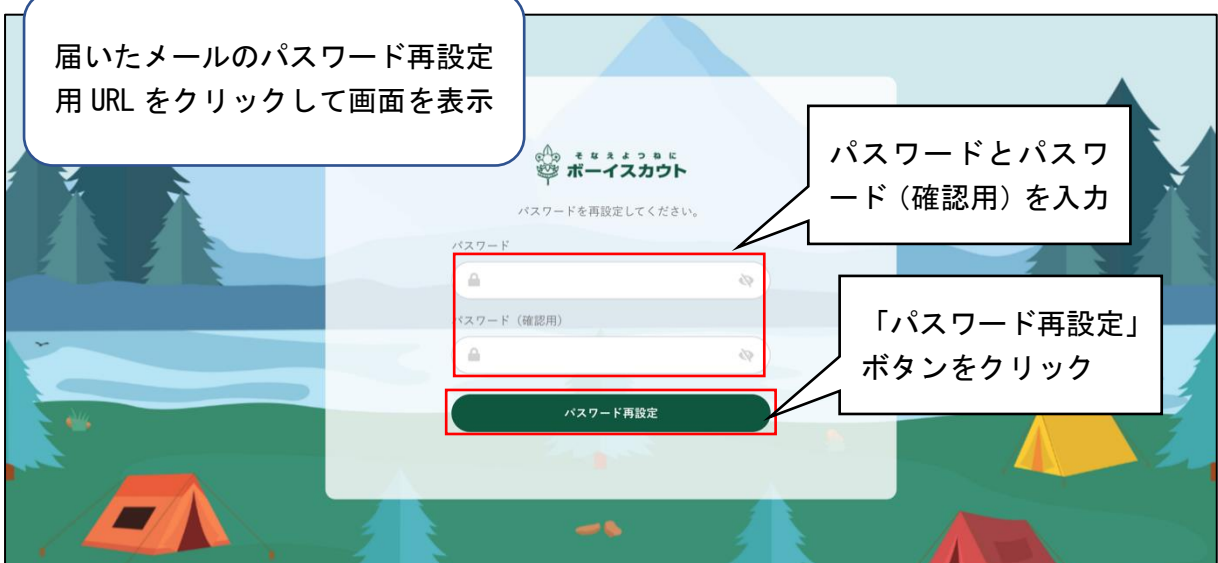 届いたメールのパスワード再設定
用 URL をクリックして画面を表示
そなえよつねに
ボーイスカウト
パスワードを再設定してください。
パスワードとパスワ
ード（確認用）を入力
パスワード
パスワード（確認用）
「パスワード再設定」
ボタンをクリック
パスワード再設定